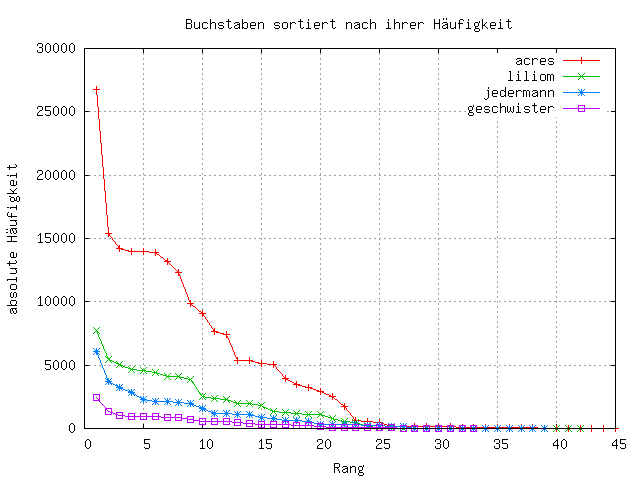 Buchstaben sortiert nach ihrer Häufigkeit
30000
25000
20000
15000
10000
5000
0
absolute Häufigkeit
acres
liliom
jedermann
geschwister
0 5 10 15 20 25 30 35 40 45
Rang